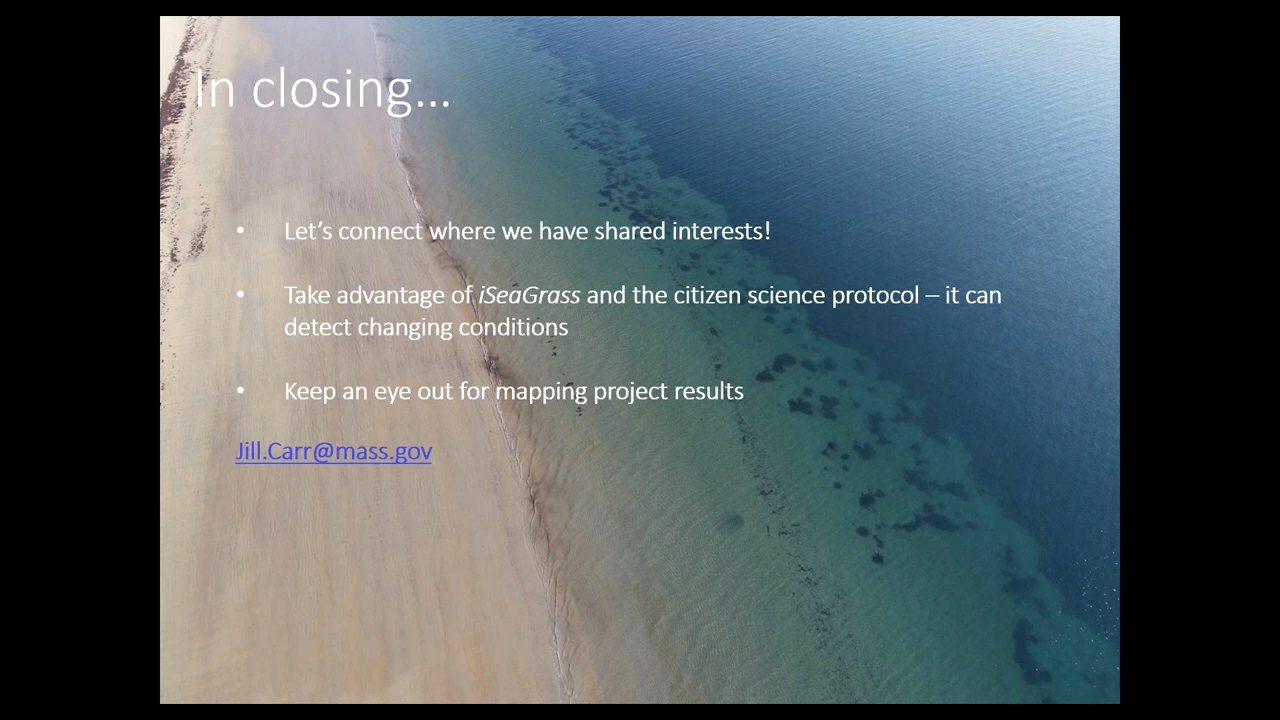 In closing...
• Let’s connect where we have shared interests!
• Take advantage of iSeaGrass and the citizen science protocol – it can
detect changing conditions
• Keep an eye out for mapping project results
Jill.Carr@mass.gov